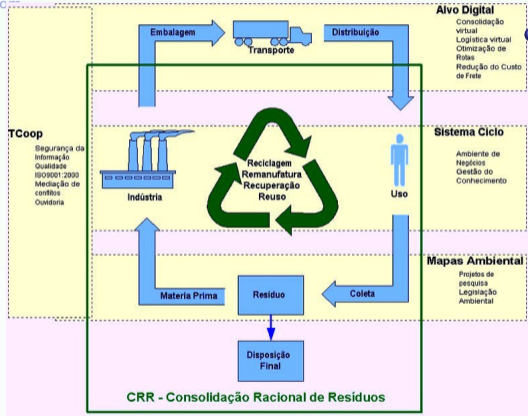 Alvo Digital
Consolidação
virtual
Logística virtual
Otimização de
Rotas
Redução do Custo
de Frete
Embalagem
Transporte
Distribuição
TCoop
Segurança da
Informação
Qualidade
ISO9001:2000
Mediação de
conflitos
Ouvidoria
Indústria
Reciclagem
Remanufatura
Recuperação
Reuso
Uso
Sistema Ciclo
Ambiente de
Negócios
Gestão do
Conhecimento
Mapas Ambiental
Projetos de
pesquisa
Legislação
Ambiental
Materia Prima
Resíduo
Coleta
Disposição
Final
CRR - Consolidação Racional de Resíduos